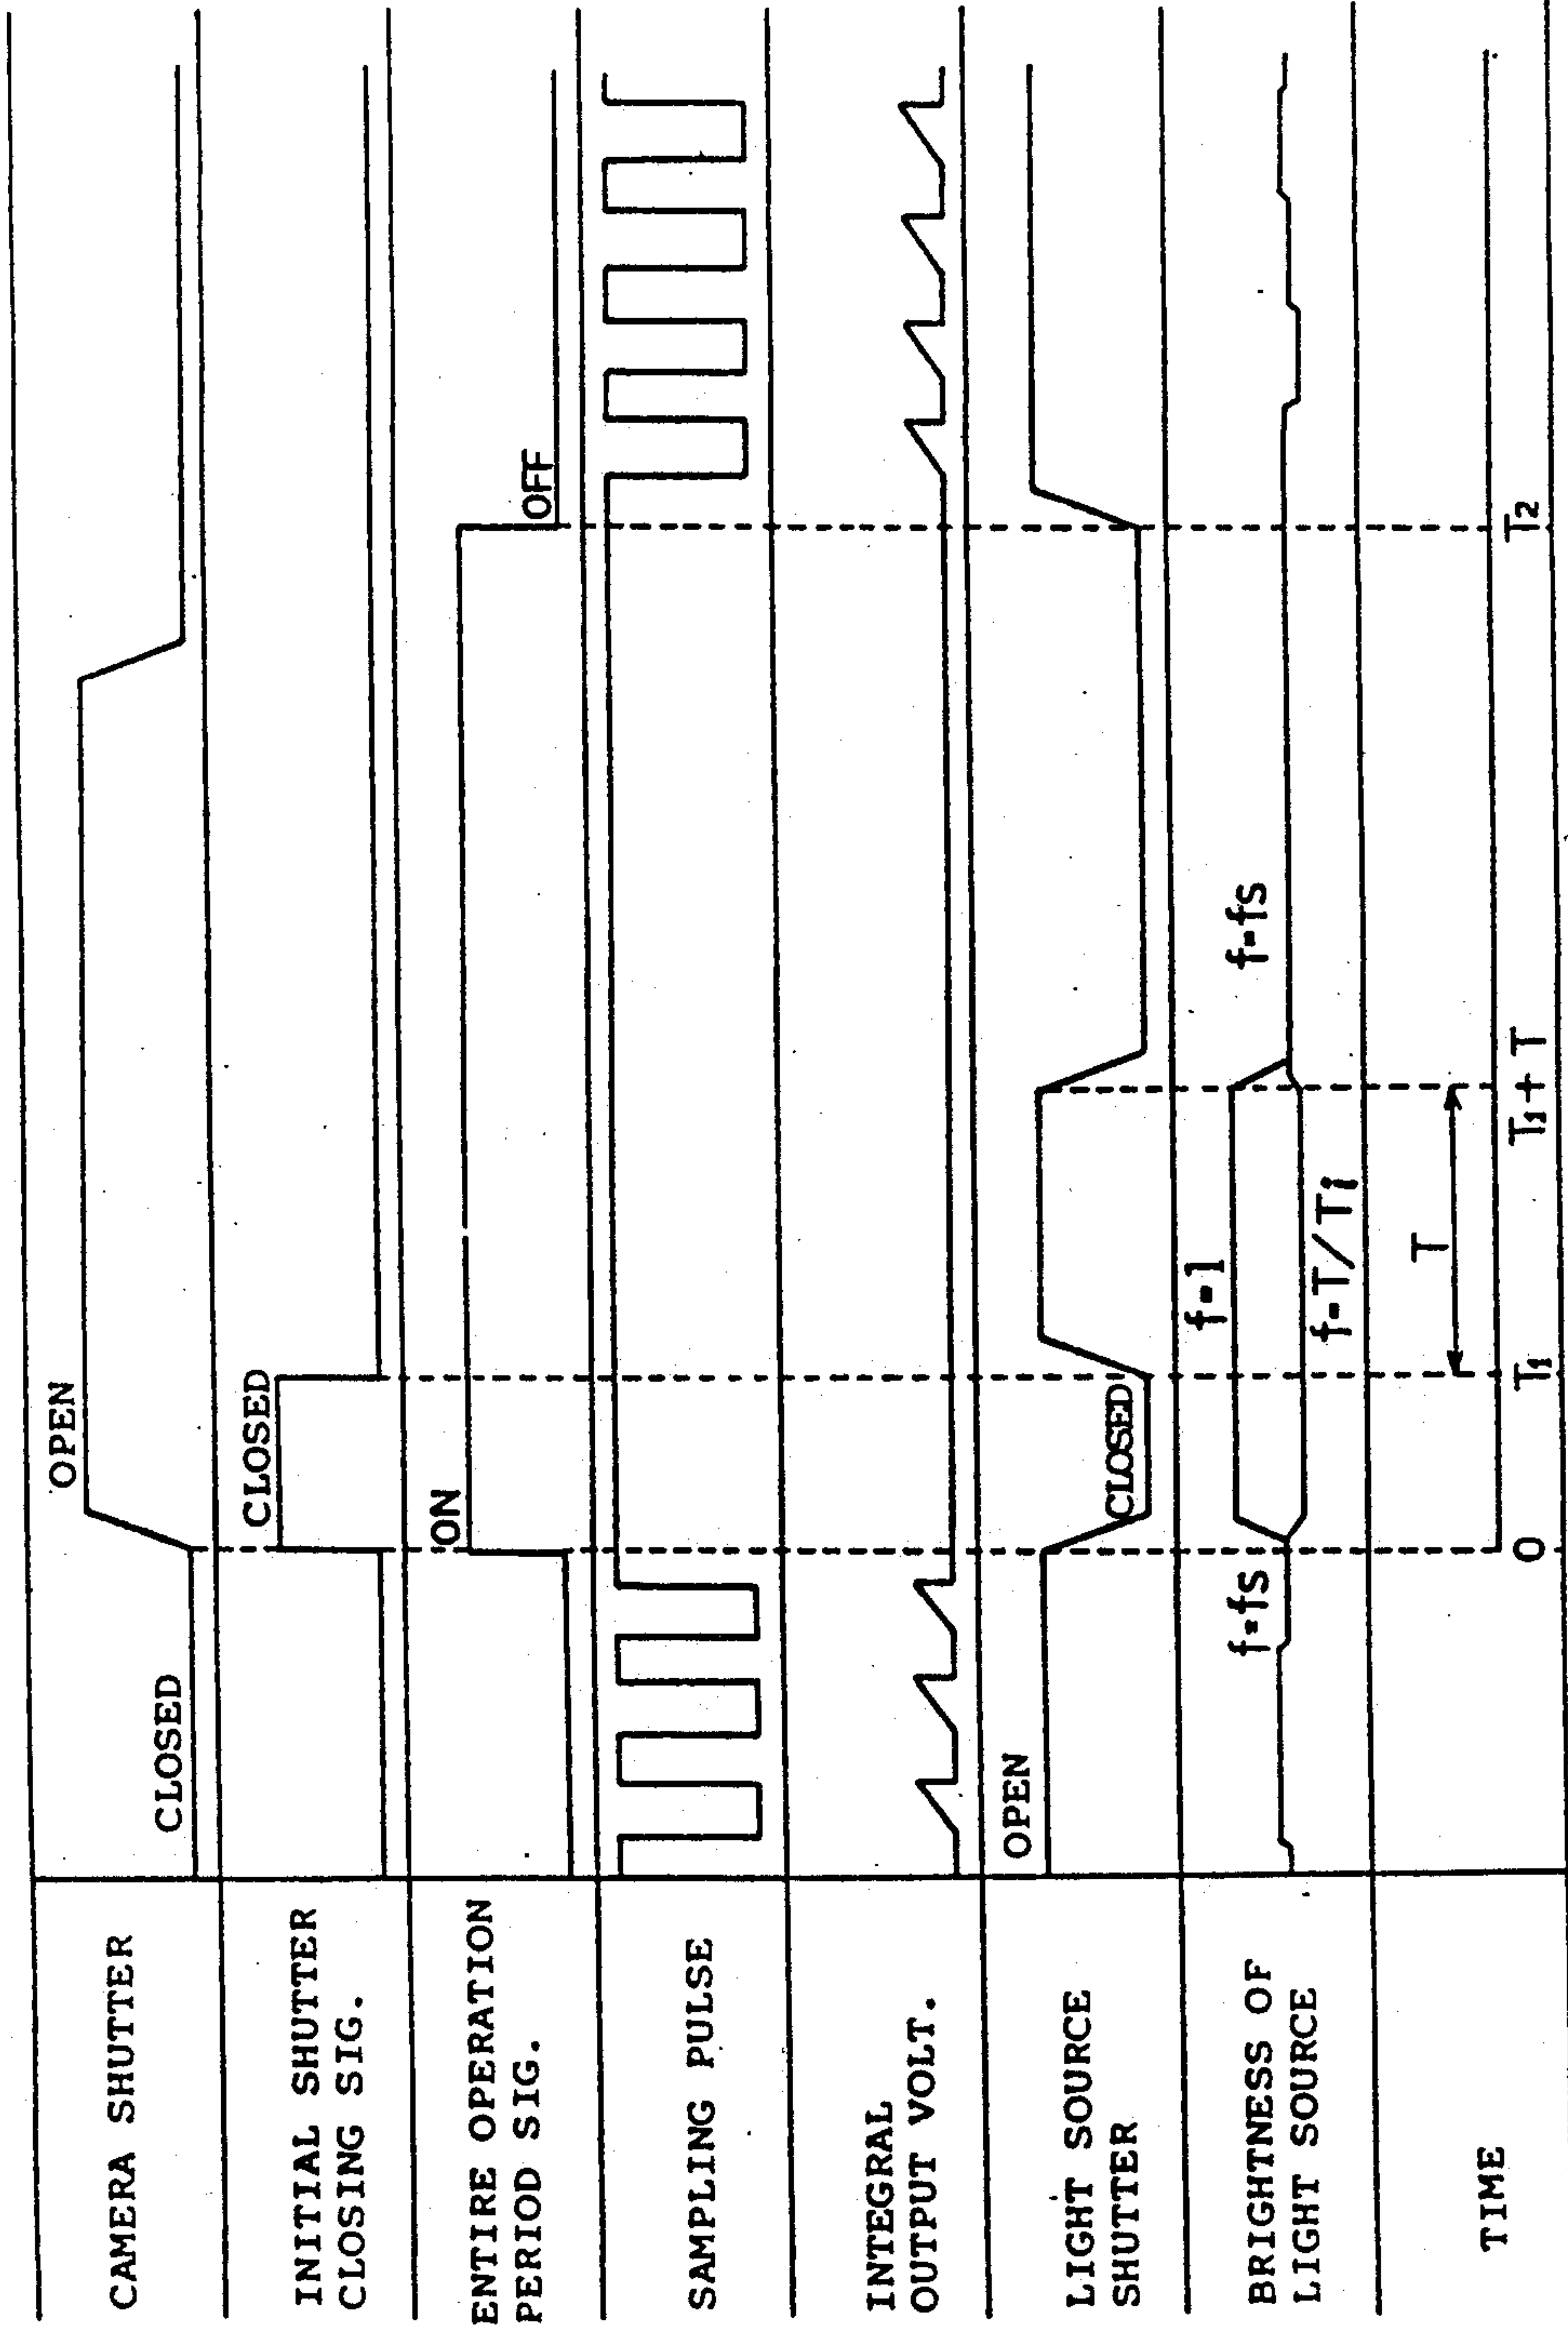 CAMERA SHUTTER
CLOSED
OPEN
INITIAL SHUTTER
CLOSING SIG.
CLOSED
ENTIRE OPERATION
PERIOD SIG.
ON
OFF
SAMPLING PULSE
INTEGRAL
OUTPUT VOLT.
LIGHT SOURCE
SHUTTER
OPEN
CLOSED
BRIGHTNESS OF
LIGHT SOURCE
f=fs
f=1
f=T/Ti
f=fs
TIME
T
0
T1
T1+T
T2